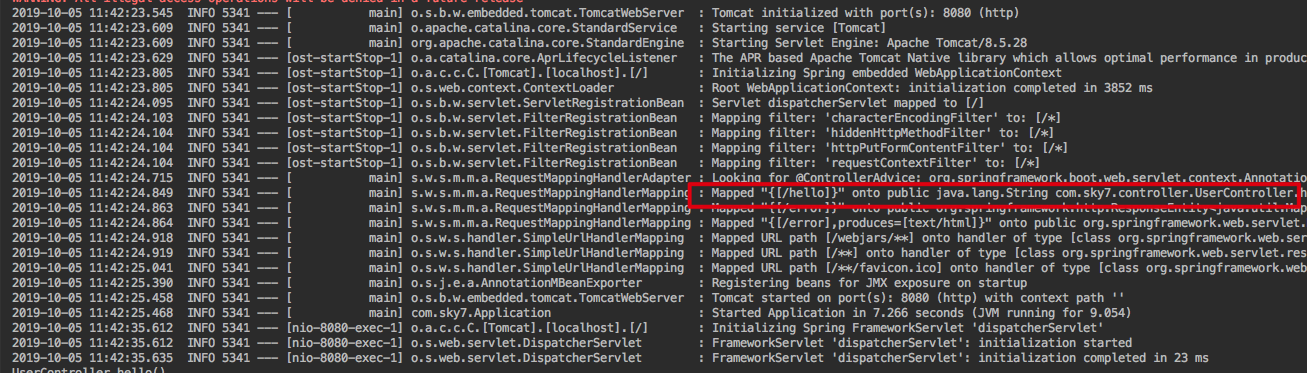 WARNING: All illegal access operations will be denied in a future release
2019-10-05 11:42:23.545  INFO 5341 --- [           main] o.s.b.w.embedded.tomcat.TomcatWebServer  : Tomcat initialized with port(s): 8080 (http)
2019-10-05 11:42:23.609  INFO 5341 --- [           main] o.apache.catalina.core.StandardService   : Starting service [Tomcat]
2019-10-05 11:42:23.609  INFO 5341 --- [           main] org.apache.catalina.core.StandardEngine  : Starting Servlet Engine: Apache Tomcat/8.5.28
2019-10-05 11:42:23.629  INFO 5341 --- [ost-startStop-1] o.a.catalina.core.AprLifecycleListener   : The APR based Apache Tomcat Native library which allows optimal performance in produc
2019-10-05 11:42:23.805  INFO 5341 --- [ost-startStop-1] o.a.c.c.C.[Tomcat].[localhost].[/]       : Initializing Spring embedded WebApplicationContext
2019-10-05 11:42:23.805  INFO 5341 --- [ost-startStop-1] o.s.web.context.ContextLoader            : Root WebApplicationContext: initialization completed in 3852 ms
2019-10-05 11:42:24.095  INFO 5341 --- [ost-startStop-1] o.s.b.w.servlet.ServletRegistrationBean  : Servlet dispatcherServlet mapped to [/]
2019-10-05 11:42:24.103  INFO 5341 --- [ost-startStop-1] o.s.b.w.servlet.FilterRegistrationBean   : Mapping filter: 'characterEncodingFilter' to: [/*]
2019-10-05 11:42:24.104  INFO 5341 --- [ost-startStop-1] o.s.b.w.servlet.FilterRegistrationBean   : Mapping filter: 'hiddenHttpMethodFilter' to: [/*]
2019-10-05 11:42:24.104  INFO 5341 --- [ost-startStop-1] o.s.b.w.servlet.FilterRegistrationBean   : Mapping filter: 'httpPutFormContentFilter' to: [/*]
2019-10-05 11:42:24.104  INFO 5341 --- [ost-startStop-1] o.s.b.w.servlet.FilterRegistrationBean   : Mapping filter: 'requestContextFilter' to: [/*]
2019-10-05 11:42:24.715  INFO 5341 --- [           main] s.w.s.m.m.a.RequestMappingHandlerAdapter : Looking for @ControllerAdvice: org.springframework.boot.web.servlet.context.Annotation
2019-10-05 11:42:24.849  INFO 5341 --- [           main] s.w.s.m.m.a.RequestMappingHandlerMapping : Mapped "{[/hello]}" onto public java.lang.String com.sky7.controller.UserController.h
2019-10-05 11:42:24.863  INFO 5341 --- [           main] s.w.s.m.m.a.RequestMappingHandlerMapping : Mapped "{[/error]}" onto public org.springframework.http.ResponseEntity<java.util.Map
2019-10-05 11:42:24.864  INFO 5341 --- [           main] s.w.s.m.m.a.RequestMappingHandlerMapping : Mapped "{[/error],produces=[text/html]}" onto public org.springframework.web.servlet.
2019-10-05 11:42:24.918  INFO 5341 --- [           main] o.s.w.s.handler.SimpleUrlHandlerMapping  : Mapped URL path [/webjars/**] onto handler of type [class org.springframework.web.ser
2019-10-05 11:42:24.919  INFO 5341 --- [           main] o.s.w.s.handler.SimpleUrlHandlerMapping  : Mapped URL path [/**] onto handler of type [class org.springframework.web.servlet.res
2019-10-05 11:42:25.041  INFO 5341 --- [           main] o.s.w.s.handler.SimpleUrlHandlerMapping  : Mapped URL path [/**/favicon.ico] onto handler of type [class org.springframework.web
2019-10-05 11:42:25.390  INFO 5341 --- [           main] o.s.j.e.a.AnnotationMBeanExporter        : Registering beans for JMX exposure on startup
2019-10-05 11:42:25.458  INFO 5341 --- [           main] o.s.b.w.embedded.tomcat.TomcatWebServer  : Tomcat started on port(s): 8080 (http) with context path ''
2019-10-05 11:42:25.468  INFO 5341 --- [           main] com.sky7.Application                     : Started Application in 7.266 seconds (JVM running for 9.054)
2019-10-05 11:42:35.612  INFO 5341 --- [nio-8080-exec-1] o.a.c.c.C.[Tomcat].[localhost].[/]       : Initializing Spring FrameworkServlet 'dispatcherServlet'
2019-10-05 11:42:35.612  INFO 5341 --- [nio-8080-exec-1] o.s.web.servlet.DispatcherServlet        : FrameworkServlet 'dispatcherServlet': initialization started
2019-10-05 11:42:35.635  INFO 5341 --- [nio-8080-exec-1] o.s.web.servlet.DispatcherServlet        : FrameworkServlet 'dispatcherServlet': initialization completed in 23 ms
UserController.hello()